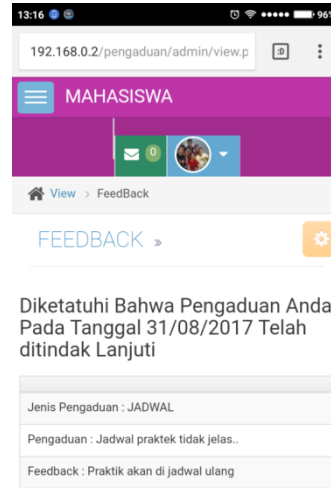 13:16 96%
192.168.0.2/pengaduan/admin/view.p :D
MAHASISWA
0
View > FeedBack
FEEDBACK »
Diketatuhi Bahwa Pengaduan Anda
Pada Tanggal 31/08/2017 Telah
ditindak Lanjuti
Jenis Pengaduan : JADWAL
Pengaduan : Jadwal praktek tidak jelas..
Feedback : Praktik akan di jadwal ulang